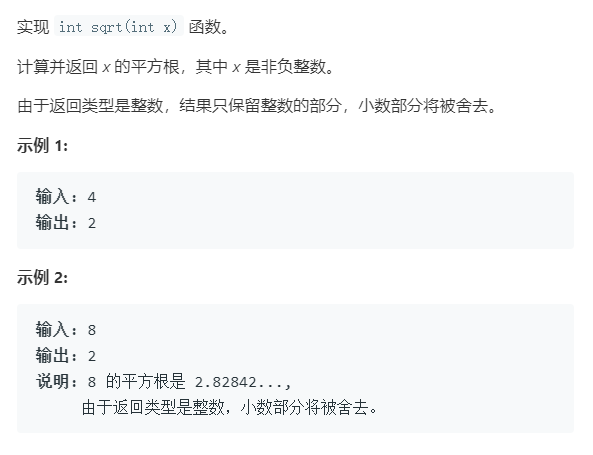 实现 int sqrt(int x) 函数。
计算并返回 x 的平方根，其中 x 是非负整数。
由于返回类型是整数，结果只保留整数的部分，小数部分将被舍去。
示例 1:
输入: 4
输出: 2
示例 2:
输入: 8
输出: 2
说明: 8 的平方根是 2.82842...,
由于返回类型是整数，小数部分将被舍去。